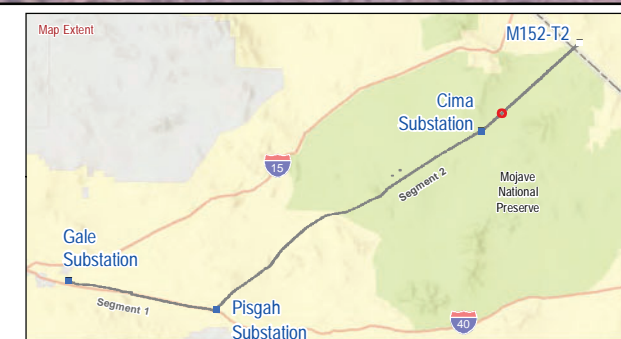 Map Extent
M152-T2
Cima
Substation
15
Segment 2
Mojave
National
Preserve
Gale
Substation
Segment 1
Pisgah
Substation
40